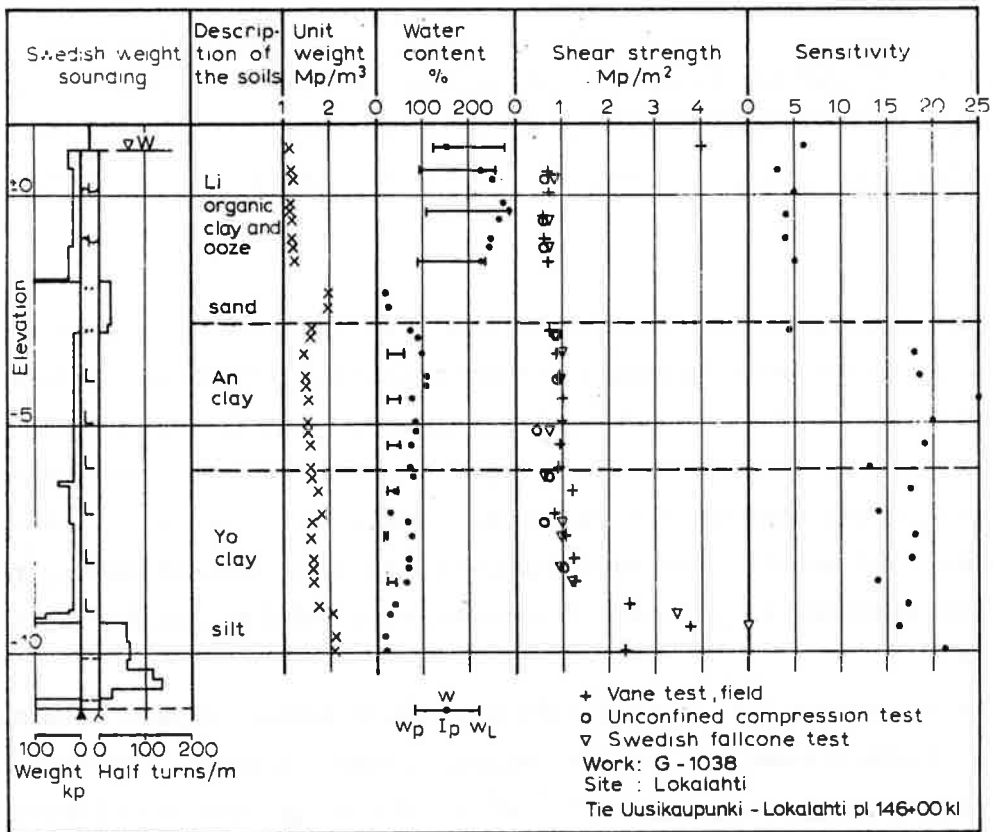 Swedish weight
sounding
Descrip-
tion of
the soils
Unit
weight
Mp/m³
Water
content
%
Shear strength
Mp/m²
Sensitivity
1 2
0 100 200
0 1 2 3 4
0 5 10 15 20 25
W
Elevation
±0
-5
-10
L
L
L
L
L
L
Li
organic
clay and
ooze
sand
An
clay
Yo
clay
silt
100 0 0 100 200
Weight Half turns/m
kp
w
wp Ip wL
+ Vane test, field
o Unconfined compression test
▽ Swedish fallcone test
Work: G-1038
Site : Lokalahti
Tie Uusikaupunki - Lokalahti pl 146+00 kl